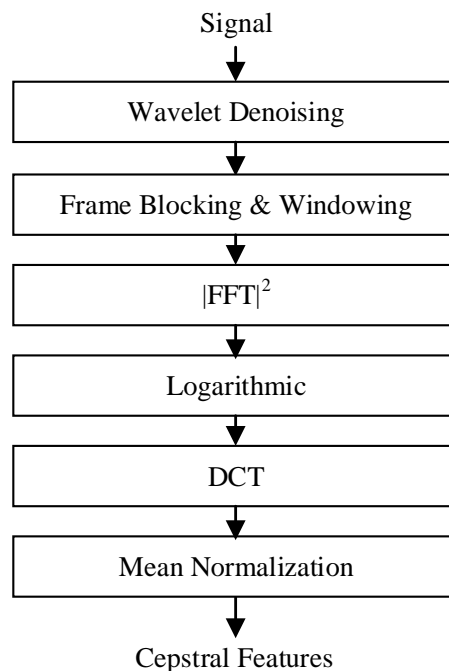 Signal
Wavelet Denoising
Frame Blocking & Windowing
|FFT|²
Logarithmic
DCT
Mean Normalization
Cepstral Features